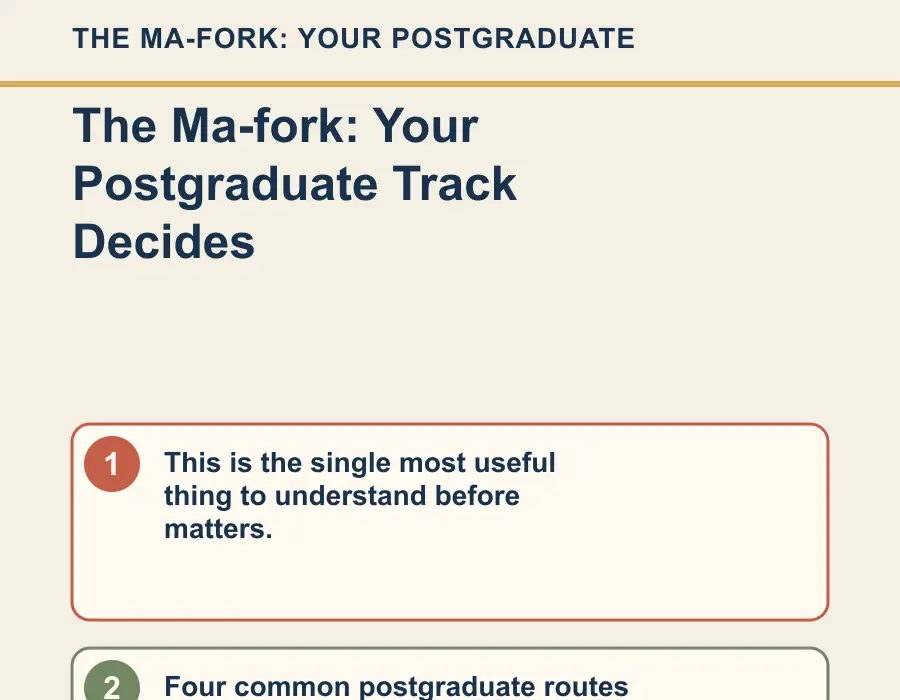 THE MA-FORK: YOUR POSTGRADUATE
The Ma-fork: Your
Postgraduate Track
Decides
1
This is the single most useful
thing to understand before
matters.
2
Four common postgraduate routes